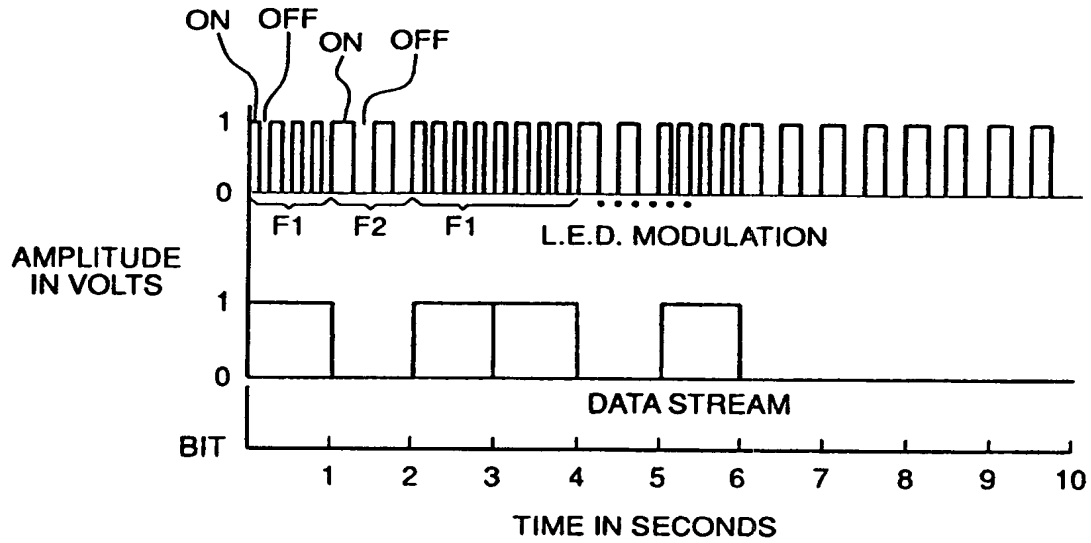 ON OFF
ON OFF
1
0
F1 F2 F1
L.E.D. MODULATION
AMPLITUDE
IN VOLTS
1
0
DATA STREAM
BIT
1 2 3 4 5 6 7 8 9 10
TIME IN SECONDS